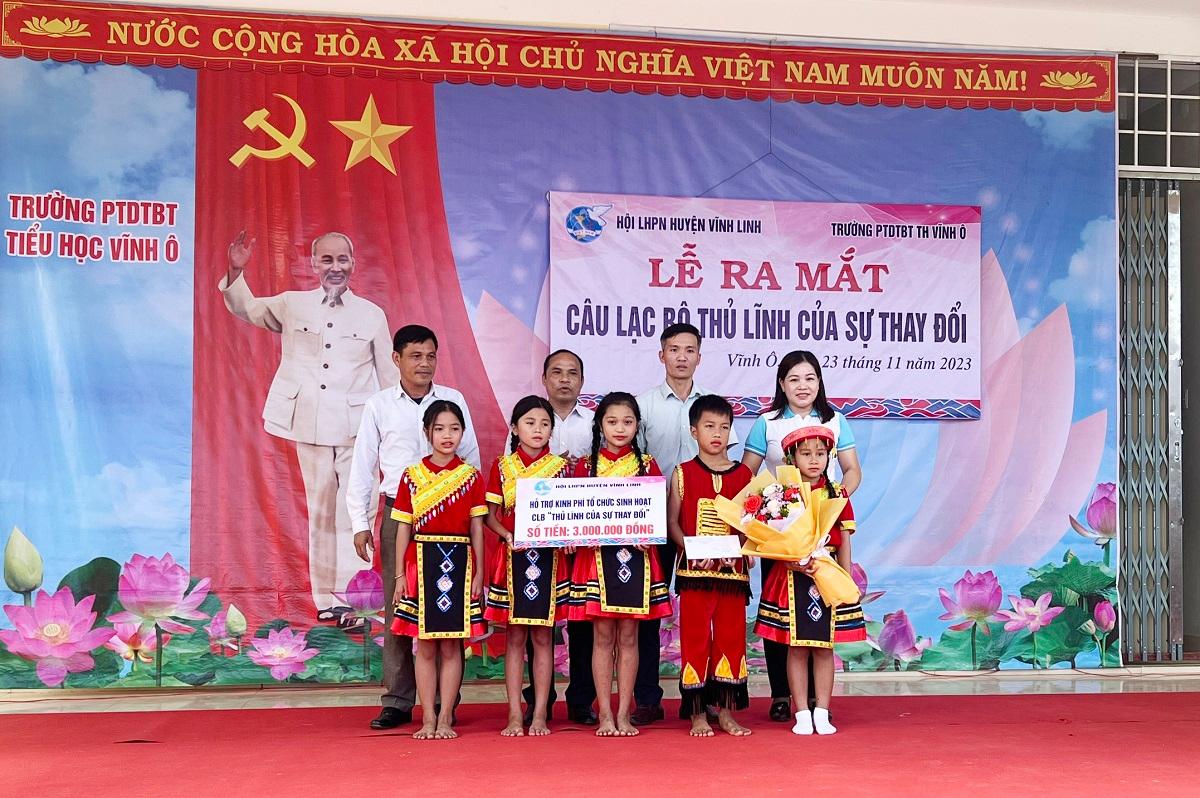 NƯỚC CỘNG HÒA XÃ HỘI CHỦ NGHĨA VIỆT NAM MUÔN NĂM!
TRƯỜNG PTDTBT
TIỂU HỌC VĨNH Ô
HỘI LHPN HUYỆN VĨNH LINH
TRƯỜNG PTDTBT TH VĨNH Ô
LỄ RA MẮT
CÂU LẠC BỘ THỦ LĨNH CỦA SỰ THAY ĐỔI
Vĩnh Ô 23 tháng 11 năm 2023
HỘI LHPN HUYỆN VĨNH LINH
HỖ TRỢ KINH PHÍ TỔ CHỨC SINH HOẠT
CLB "THỦ LĨNH CỦA SỰ THAY ĐỔI"
SỐ TIỀN: 3.000.000 ĐỒNG